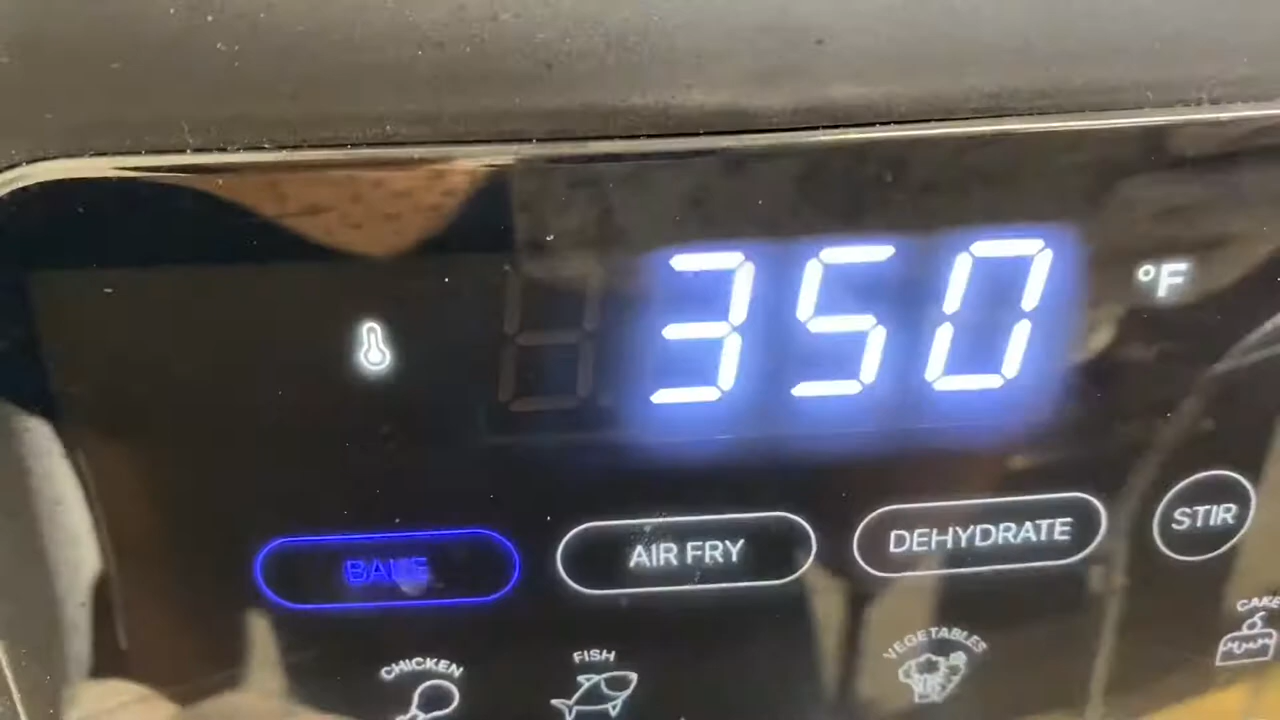 350 °F
BAKE AIR FRY DEHYDRATE STIR
CHICKEN FISH VEGETABLES CAKE